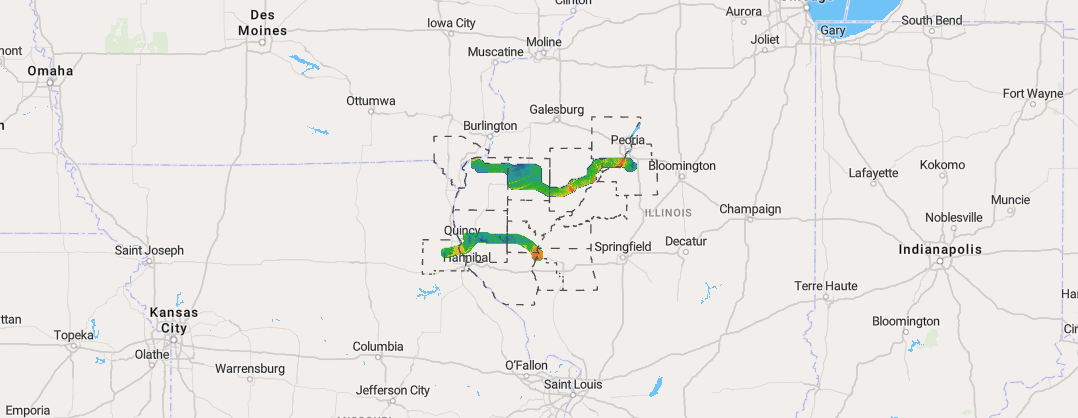 Clinton
Des
Moines
Iowa City
Aurora
South Bend
Moline
Joliet
Gary
Muscatine
Omaha
Fort Wayne
Ottumwa
Galesburg
Burlington
Peoria
Bloomington
Kokomo
Lafayette
Muncie
ILLINOIS
Champaign
Noblesville
Quincy
Saint Joseph
Springfield
Decatur
Indianapolis
Hannibal
Terre Haute
Kansas
City
Bloomington
Topeka
Columbia
Olathe
Warrensburg
O'Fallon
Saint Louis
Jefferson City
Emporia